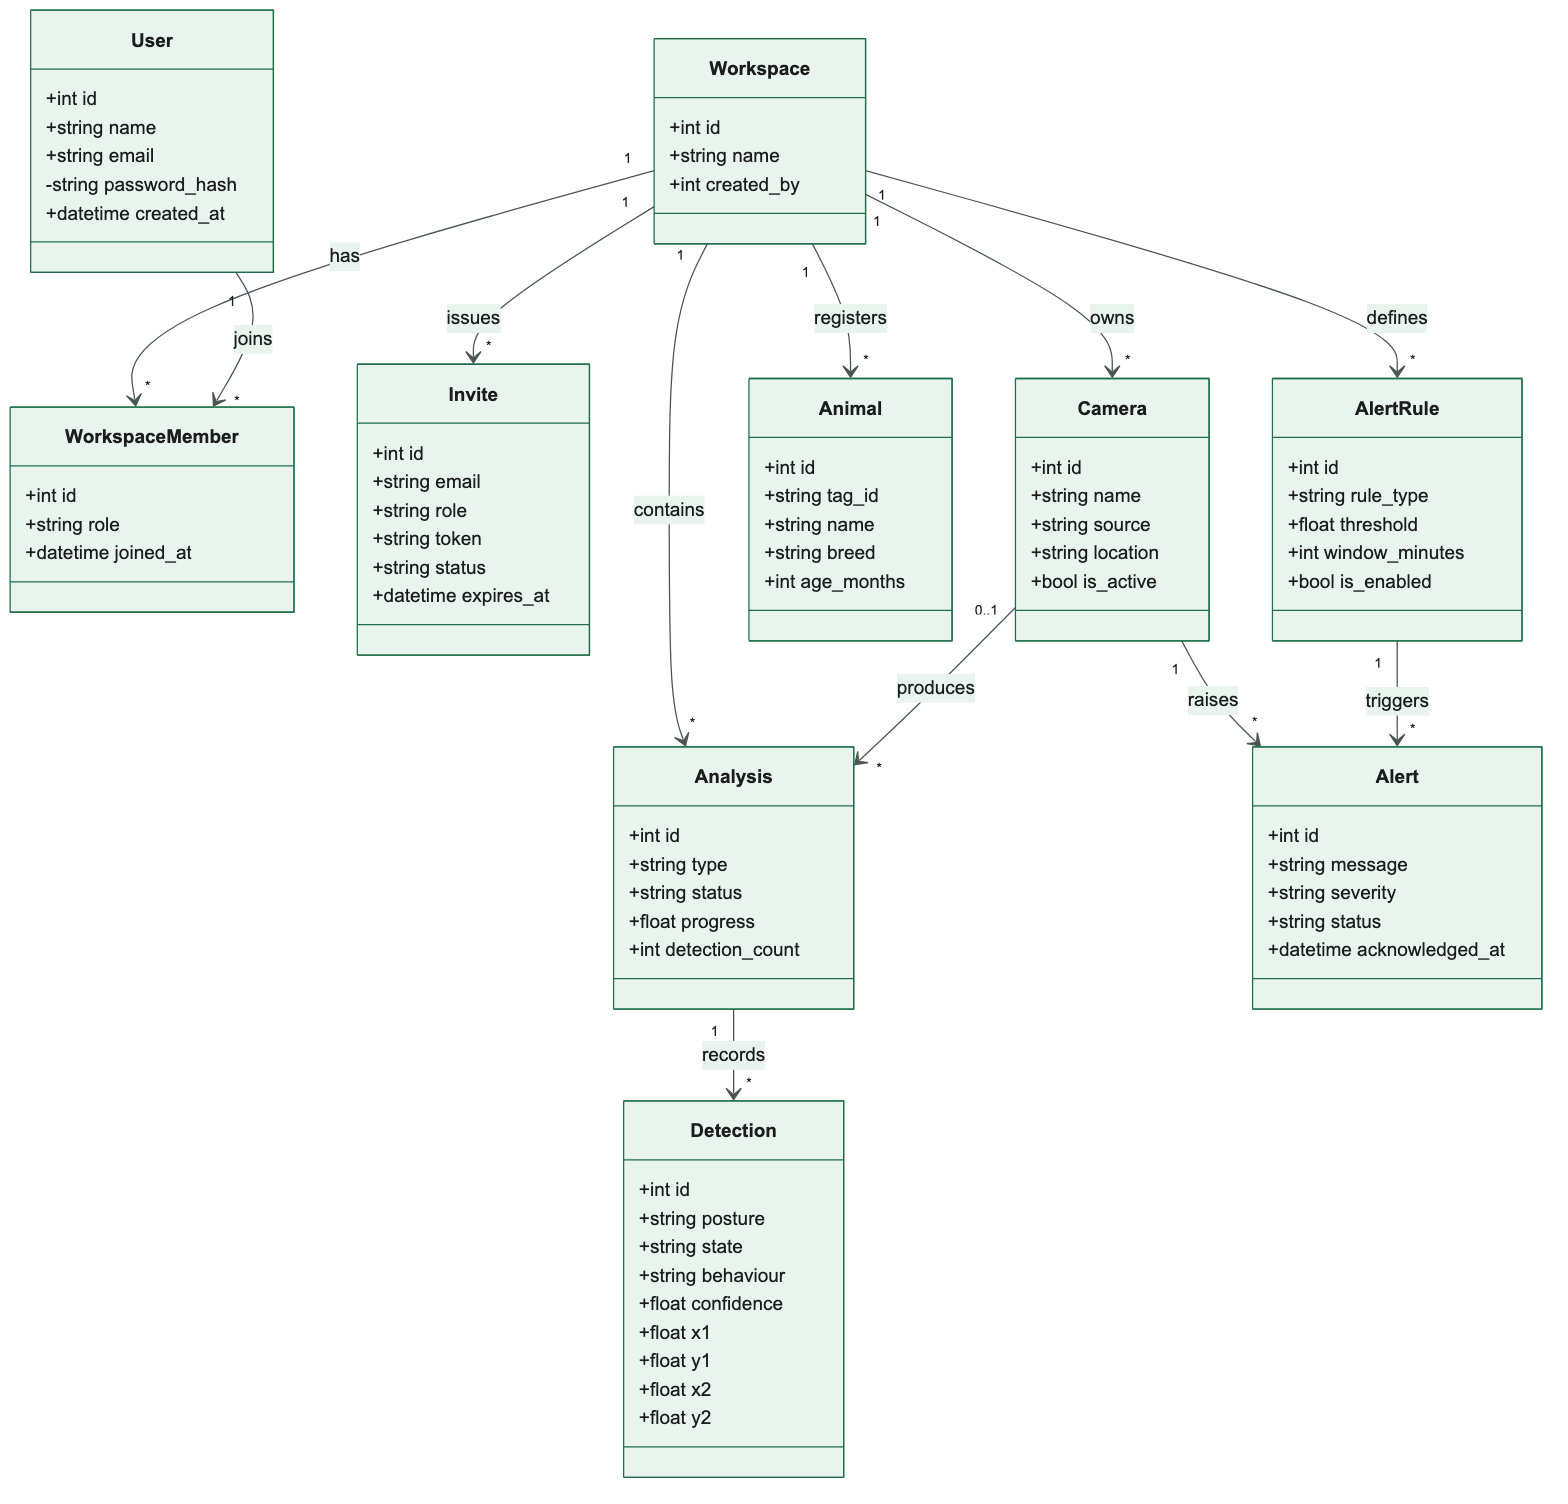 User
+int id
+string name
+string email
-string password_hash
+datetime created_at
Workspace
+int id
+string name
+int created_by
1
has
*
1
joins
*
1
issues
*
1
contains
*
1
registers
*
1
owns
*
1
defines
*
WorkspaceMember
+int id
+string role
+datetime joined_at
Invite
+int id
+string email
+string role
+string token
+string status
+datetime expires_at
Animal
+int id
+string tag_id
+string name
+string breed
+int age_months
Camera
+int id
+string name
+string source
+string location
+bool is_active
AlertRule
+int id
+string rule_type
+float threshold
+int window_minutes
+bool is_enabled
0..1
produces
*
1
raises
*
1
triggers
*
Analysis
+int id
+string type
+string status
+float progress
+int detection_count
Alert
+int id
+string message
+string severity
+string status
+datetime acknowledged_at
1
records
*
Detection
+int id
+string posture
+string state
+string behaviour
+float confidence
+float x1
+float y1
+float x2
+float y2